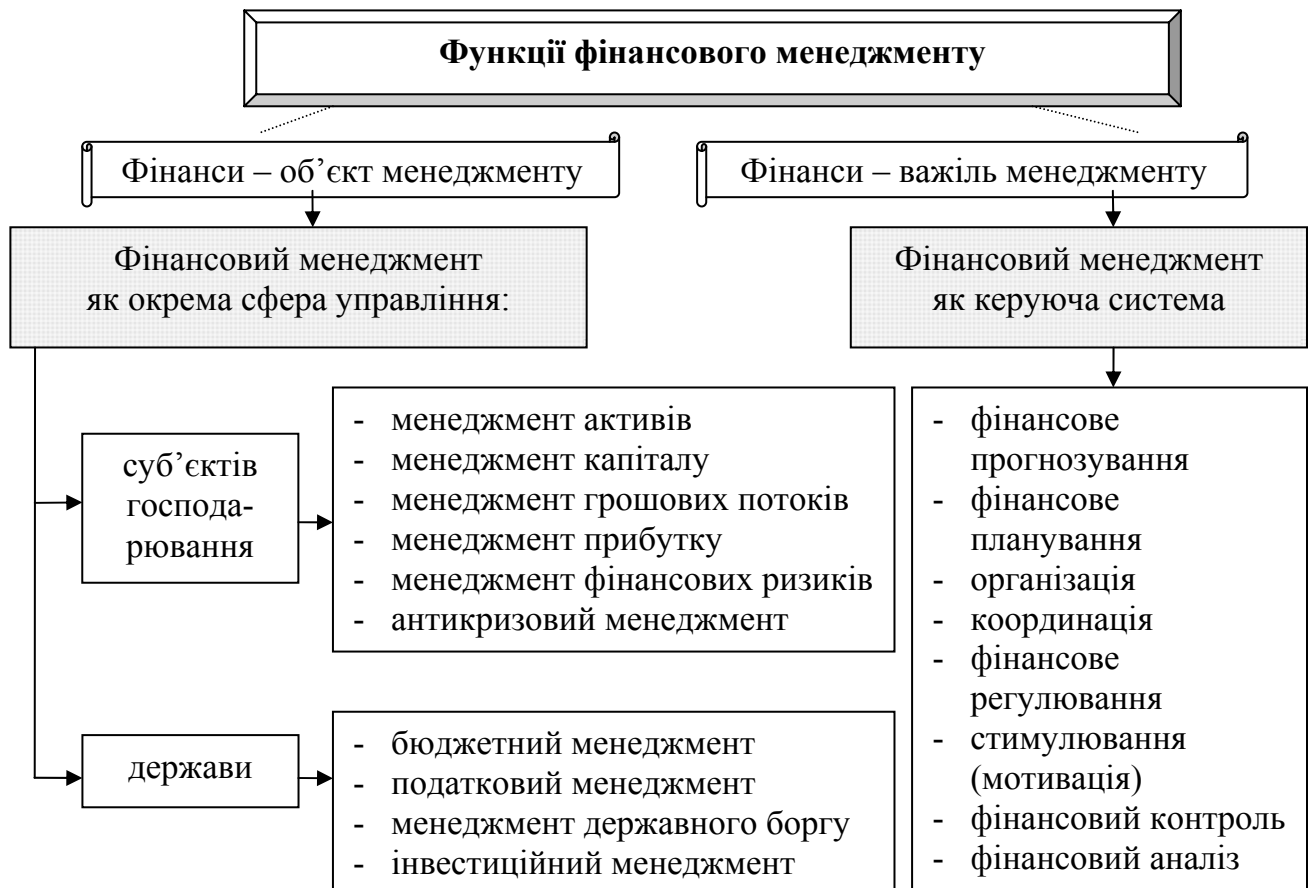 Функції фінансового менеджменту
Фінанси – об’єкт менеджменту
Фінанси – важіль менеджменту
Фінансовий менеджмент
як окрема сфера управління:
Фінансовий менеджмент
як керуюча система
суб’єктів
господа-
рювання
- менеджмент активів
- менеджмент капіталу
- менеджмент грошових потоків
- менеджмент прибутку
- менеджмент фінансових ризиків
- антикризовий менеджмент
держави
- бюджетний менеджмент
- податковий менеджмент
- менеджмент державного боргу
- інвестиційний менеджмент
- фінансове
прогнозування
- фінансове
планування
- організація
- координація
- фінансове
регулювання
- стимулювання
(мотивація)
- фінансовий контроль
- фінансовий аналіз